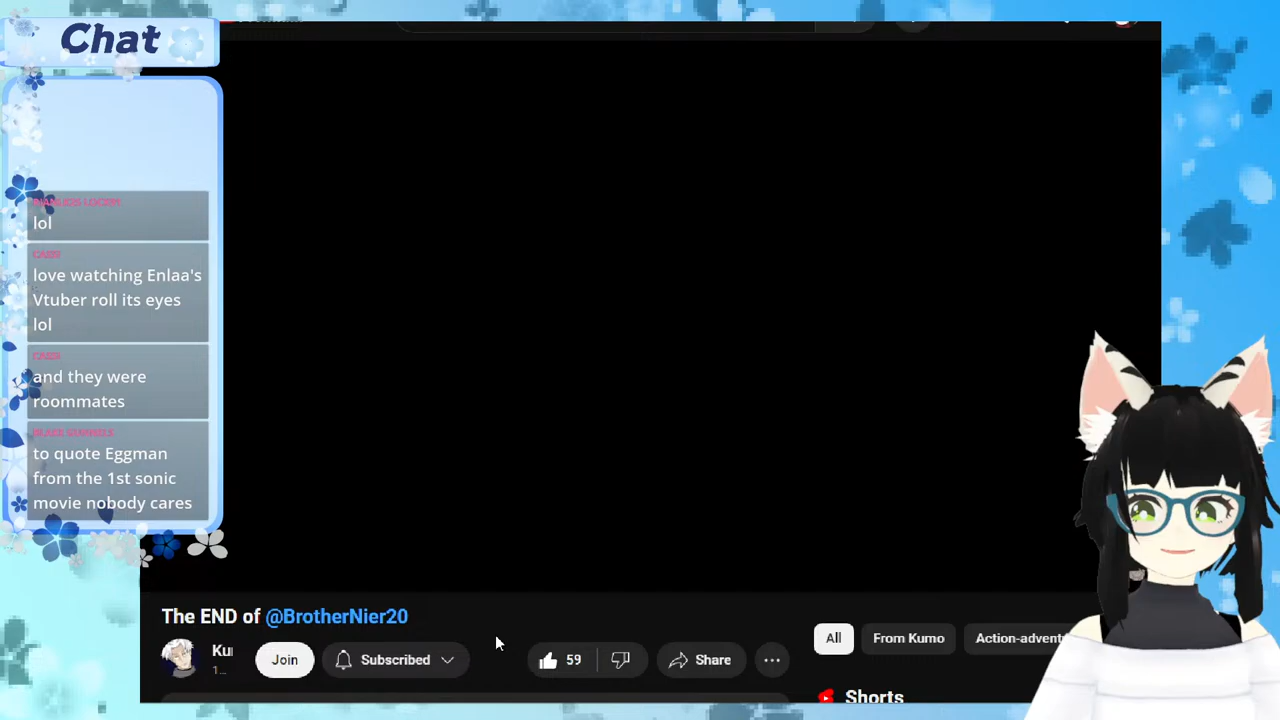 Chat
lol
love watching Enlaa's
Vtuber roll its eyes
lol
and they were
roommates
to quote Eggman
from the 1st sonic
movie nobody cares
The END of @BrotherNier20
Join
Subscribed
59
Share
All
From Kumo
Shorts